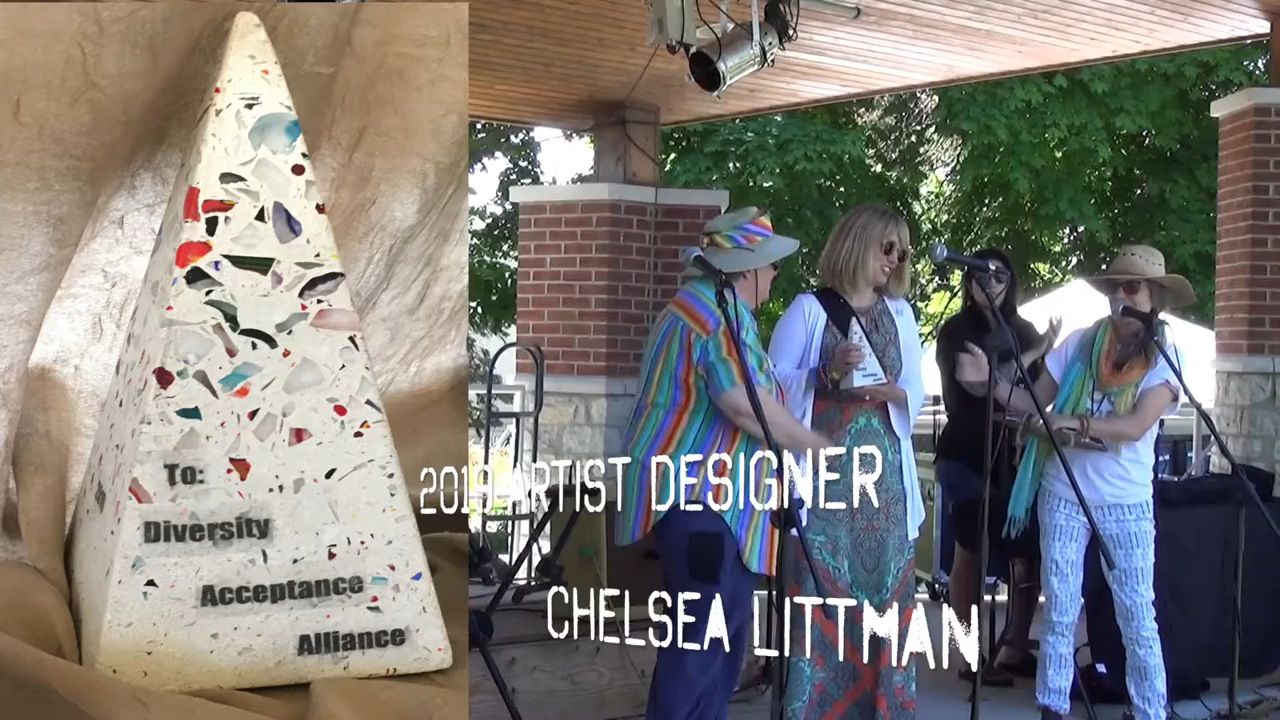 To:
Diversity
Acceptance
Alliance
2019 ARTIST DESIGNER
CHELSEA LITTMAN